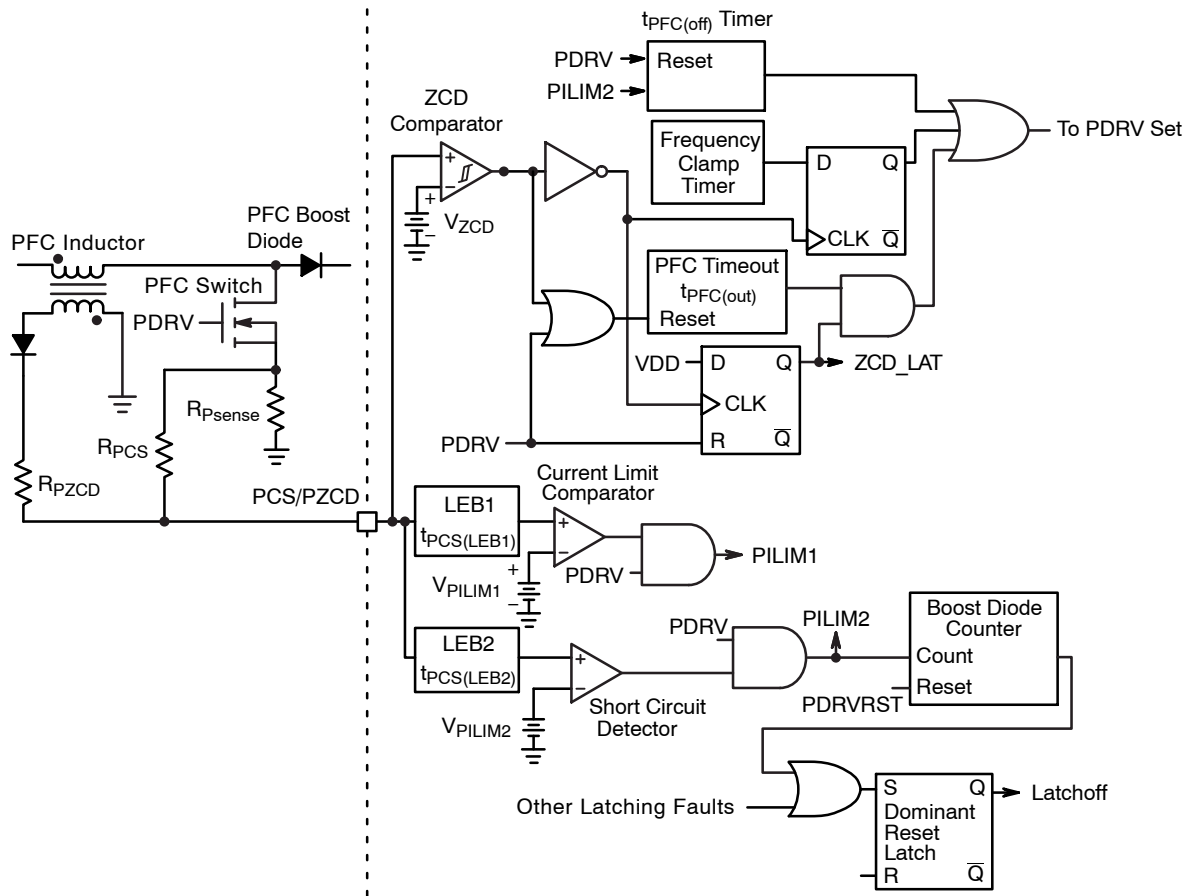 tPFC(off) Timer
PDRV
Reset
PILIM2
ZCD
Comparator
+
−
+
−
VZCD
Frequency
Clamp
Timer
D
Q
CLK
Q
To PDRV Set
PFC Boost
Diode
PFC Inductor
PFC Switch
PDRV
PFC Timeout
tPFC(out)
Reset
VDD
D
Q
ZCD_LAT
CLK
R
Q
PDRV
RPsense
RPCS
RPZCD
PCS/PZCD
Current Limit
Comparator
LEB1
tPCS(LEB1)
+
−
PDRV
PILIM1
VPILIM1
+
−
LEB2
tPCS(LEB2)
+
−
PDRV
PILIM2
Boost Diode
Counter
Count
Reset
PDRVRST
VPILIM2
Short Circuit
Detector
Other Latching Faults
S
Q
Latchoff
Dominant
Reset
Latch
R
Q